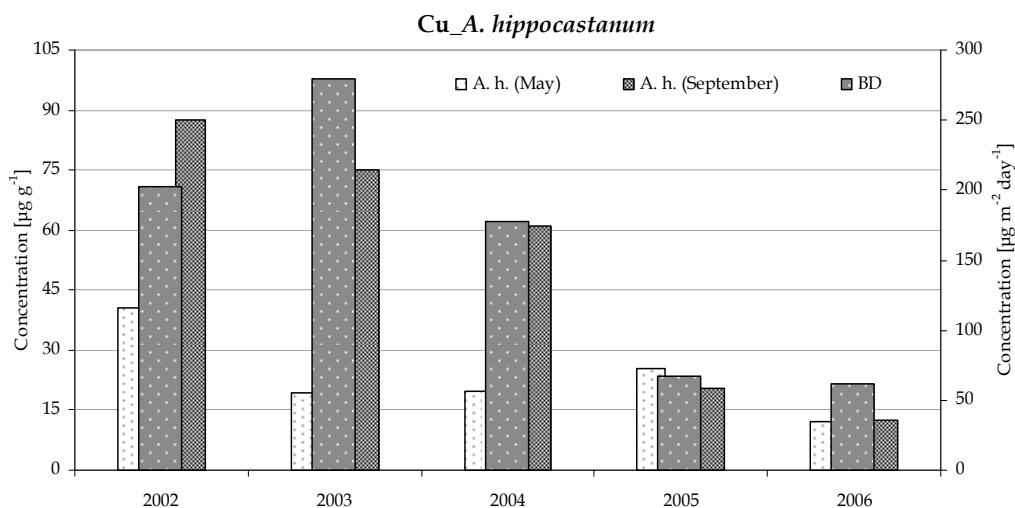 Cu_A. hippocastanum
105 300
A. h. (May) A. h. (September) BD
90
250
75
200
60
150
45
100
30
50
15
0 0
Concentration [µg g-1]
Concentration [µg m-2 day-1]
2002 2003 2004 2005 2006